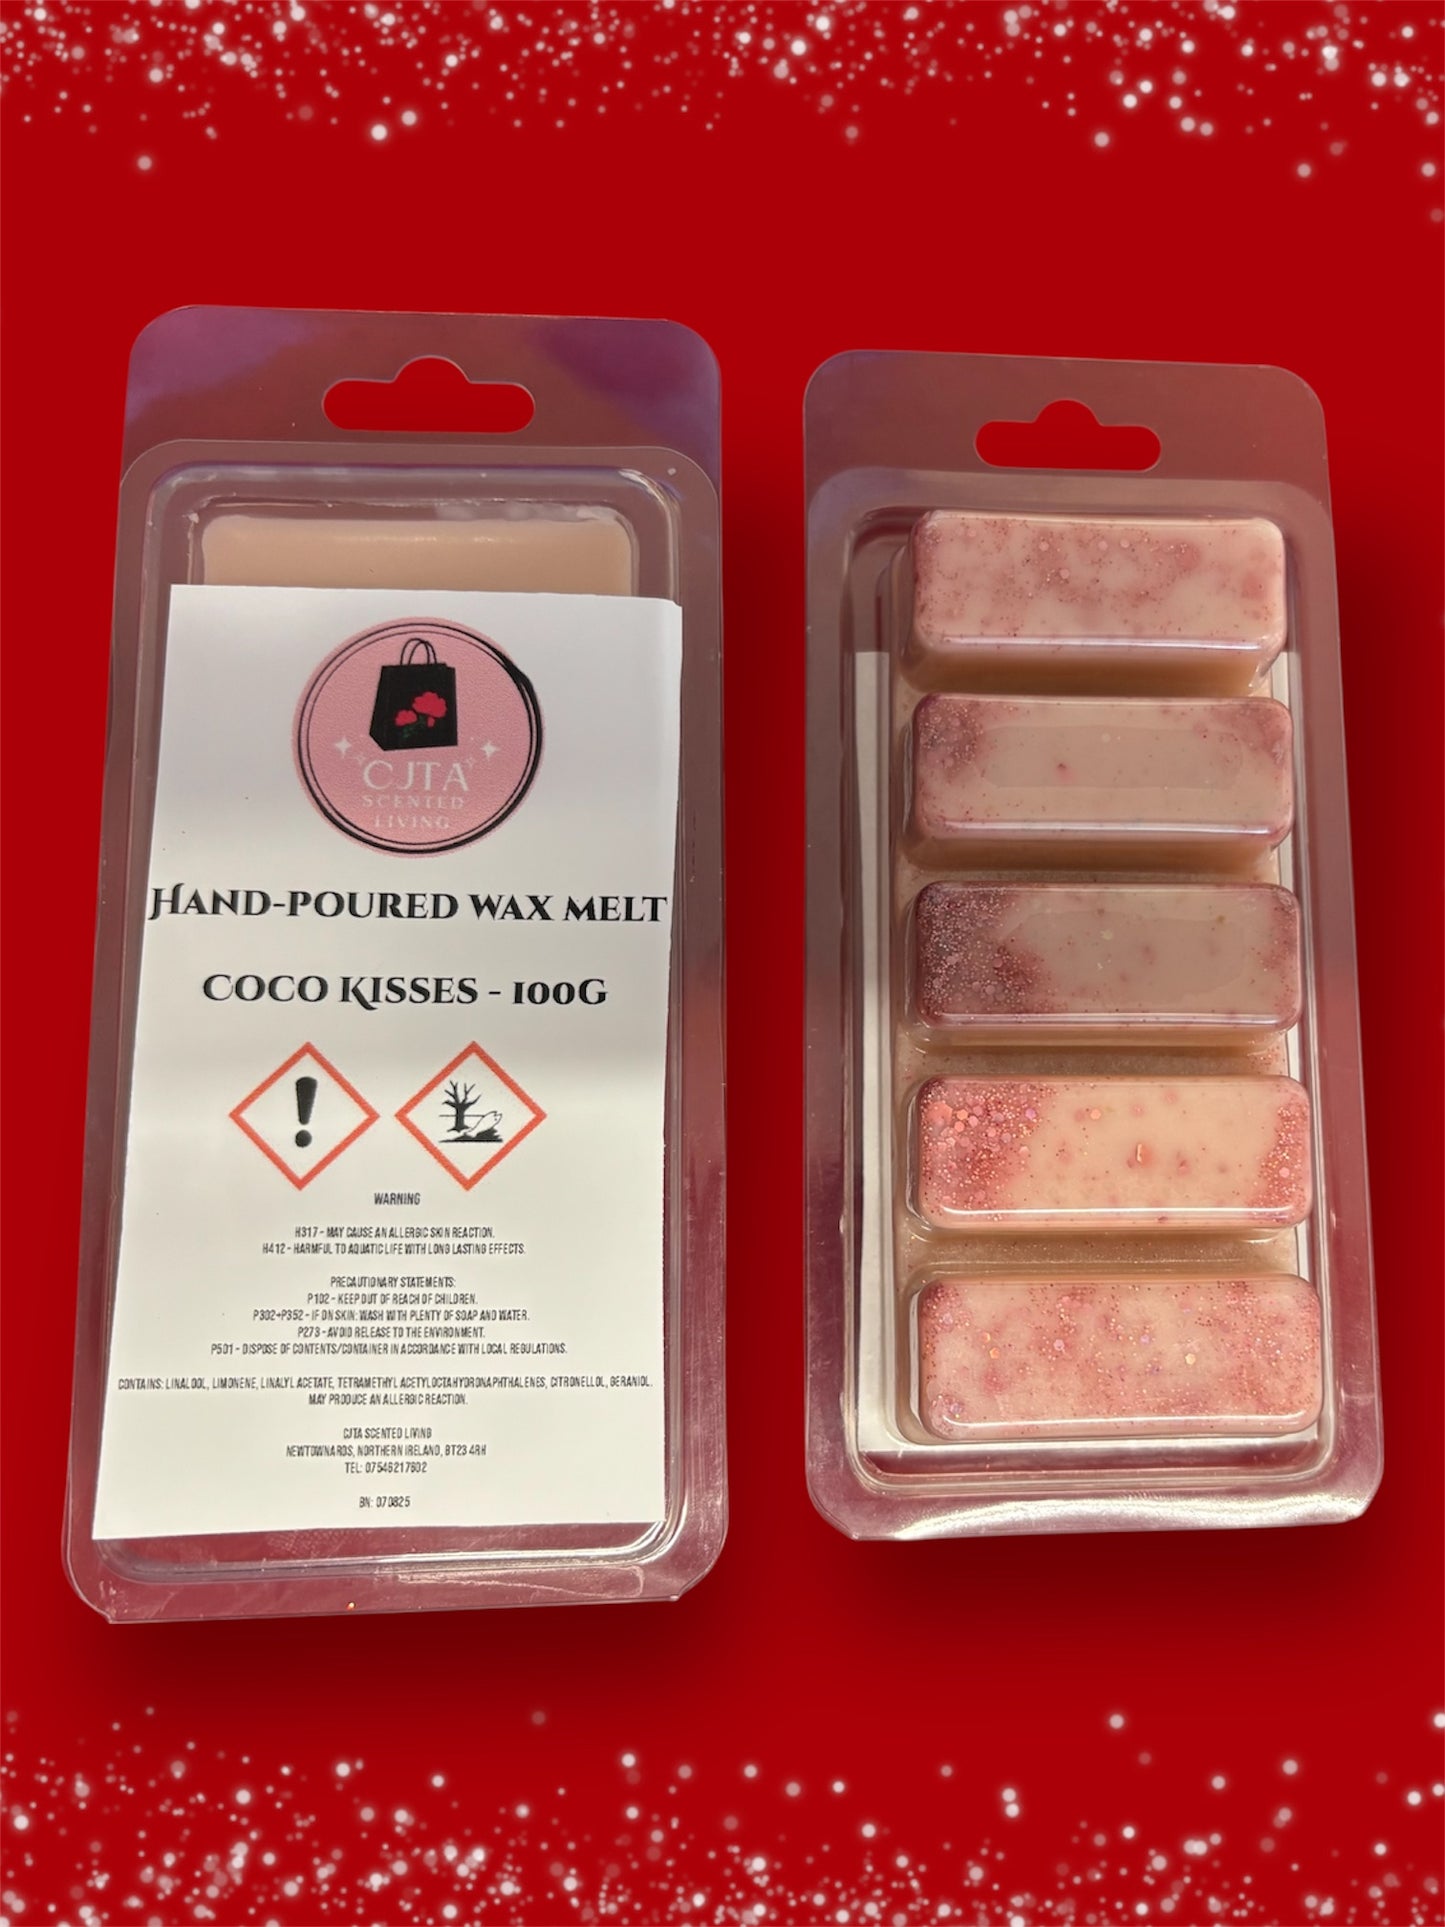 CJTA
SCENTED
LIVING
HAND-POURED WAX MELT
COCO KISSES - 100G
WARNING
H317 - MAY CAUSE AN ALLERGIC SKIN REACTION.
H412 - HARMFUL TO AQUATIC LIFE WITH LONG LASTING EFFECTS.
PRECAUTIONARY STATEMENTS:
P102 - KEEP OUT OF REACH OF CHILDREN.
P302+P352 - IF ON SKIN: WASH WITH PLENTY OF SOAP AND WATER.
P273 - AVOID RELEASE TO THE ENVIRONMENT.
P501 - DISPOSE OF CONTENTS/CONTAINER IN ACCORDANCE WITH LOCAL REGULATIONS.
CONTAINS: LINALOOL, LIMONENE, LINALYL ACETATE, TETRAMETHYL ACETYLOCTAHYDRONAPHTHALENES, CITRONELLOL, GERANIOL.
MAY PRODUCE AN ALLERGIC REACTION.
CJTA SCENTED LIVING
NEWTOWNARDS, NORTHERN IRELAND, BT23 4RH
TEL: 07546217602
BN: 070825